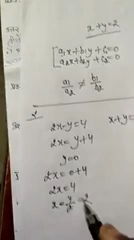 x+y=2
a₁x+b₁y+c₁=0
a₂x+b₂y+c₂=0
a₁/a₂ ≠ b₁/b₂
2x-y=4
x+y=
2x=y+4
y=0
2x=0+4
2x=4